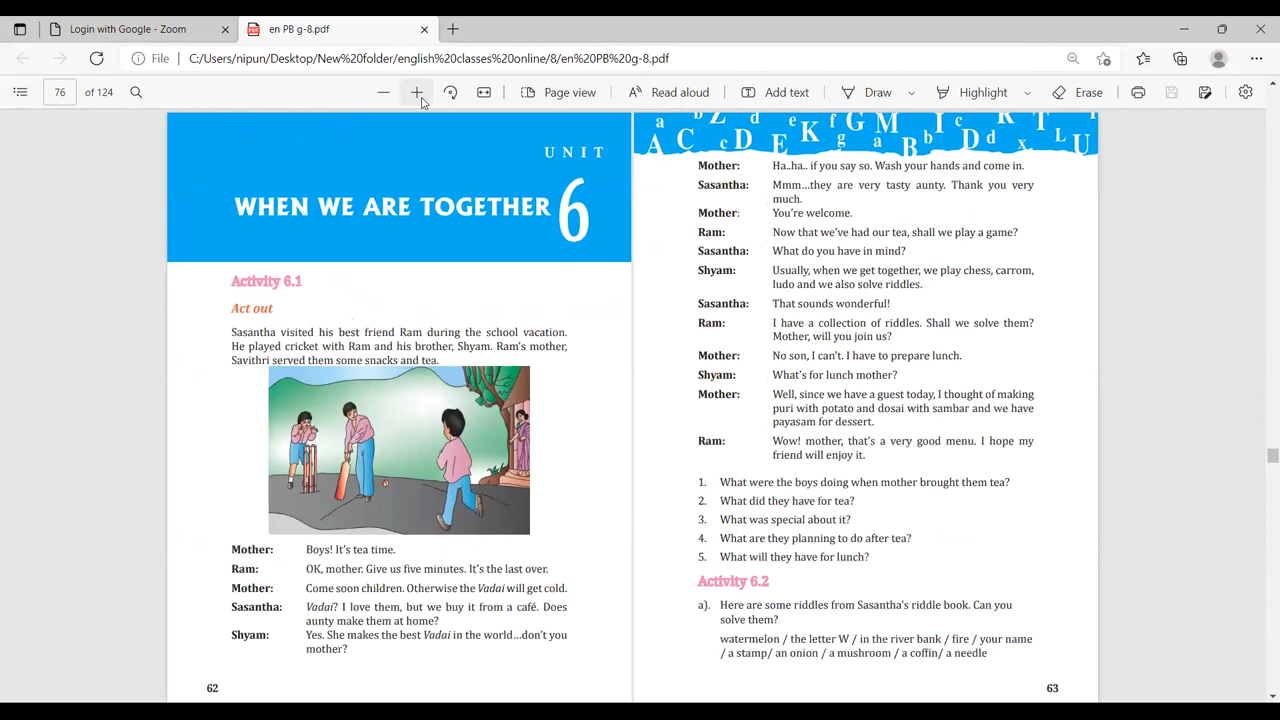 Login with Google - Zoom
en PB g-8.pdf
File
C:/Users/nipun/Desktop/New%20folder/english%20classes%20online/8/en%20PB%20g-8.pdf
76 of 124
Page view
Read aloud
Add text
Draw
Highlight
Erase
UNIT
WHEN WE ARE TOGETHER 6
Activity 6.1
Act out
Sasantha visited his best friend Ram during the school vacation.
He played cricket with Ram and his brother, Shyam. Ram's mother,
Savithri served them some snacks and tea.
Mother: Boys! It's tea time.
Ram: OK, mother. Give us five minutes. It's the last over.
Mother: Come soon children. Otherwise the Vadai will get cold.
Sasantha: Vadai? I love them, but we buy it from a café. Does
aunty make them at home?
Shyam: Yes. She makes the best Vadai in the world...don't you
mother?
62
Mother: Ha..ha.. if you say so. Wash your hands and come in.
Sasantha: Mmm...they are very tasty aunty. Thank you very
much.
Mother: You're welcome.
Ram: Now that we've had our tea, shall we play a game?
Sasantha: What do you have in mind?
Shyam: Usually, when we get together, we play chess, carrom,
ludo and we also solve riddles.
Sasantha: That sounds wonderful!
Ram: I have a collection of riddles. Shall we solve them?
Mother, will you join us?
Mother: No son, I can't. I have to prepare lunch.
Shyam: What's for lunch mother?
Mother: Well, since we have a guest today, I thought of making
puri with potato and dosai with sambar and we have
payasam for dessert.
Ram: Wow! mother, that's a very good menu. I hope my
friend will enjoy it.
1. What were the boys doing when mother brought them tea?
2. What did they have for tea?
3. What was special about it?
4. What are they planning to do after tea?
5. What will they have for lunch?
Activity 6.2
a). Here are some riddles from Sasantha's riddle book. Can you
solve them?
watermelon / the letter W / in the river bank / fire / your name
/ a stamp/ an onion / a mushroom / a coffin/ a needle
63